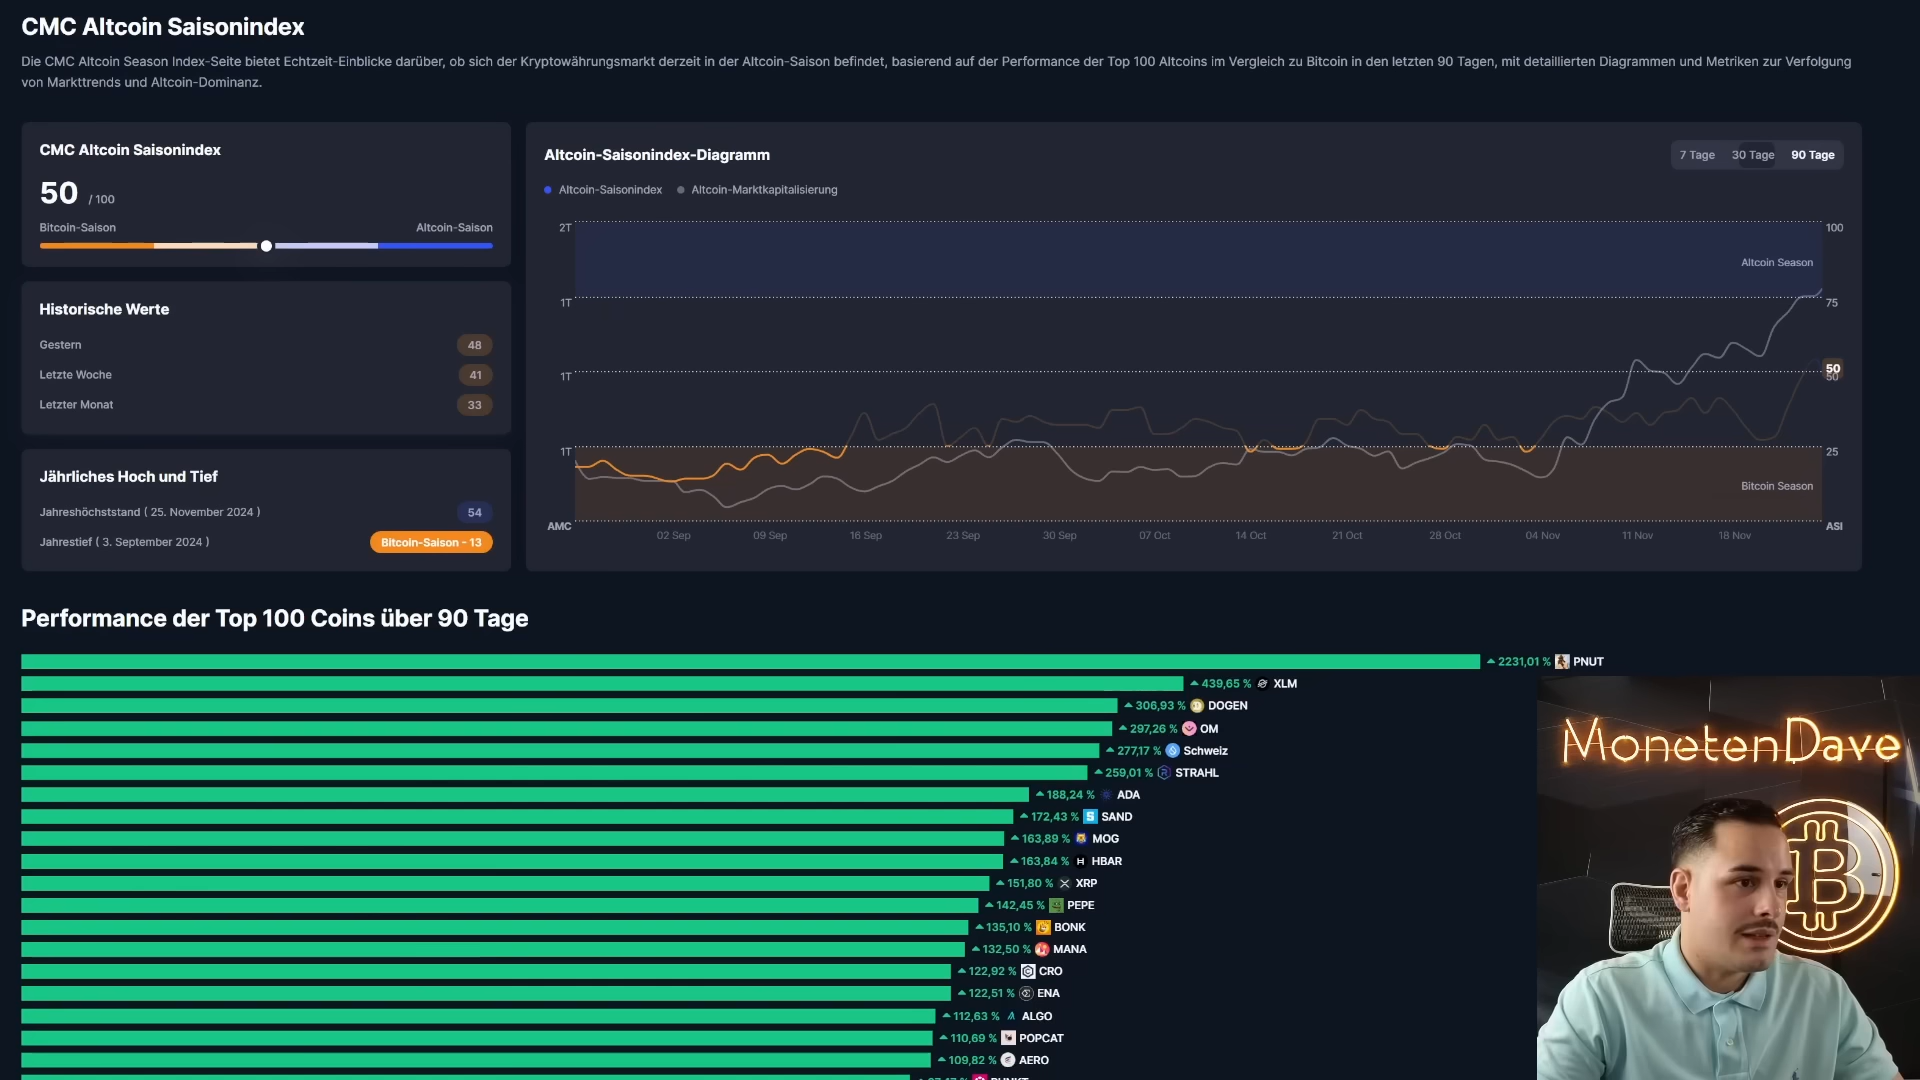 CMC Altcoin Saisonindex
Die CMC Altcoin Season Index-Seite bietet Echtzeit-Einblicke darüber, ob sich der Kryptowährungsmarkt derzeit in der Altcoin-Saison befindet, basierend auf der Performance der Top 100 Altcoins im Vergleich zu Bitcoin in den letzten 90 Tagen, mit detaillierten Diagrammen und Metriken zur Verfolgung
von Markttrends und Altcoin-Dominanz.
CMC Altcoin Saisonindex
50 / 100
Bitcoin-Saison Altcoin-Saison
Historische Werte
Gestern 48
Letzte Woche 41
Letzter Monat 33
Jährliches Hoch und Tief
Jahreshöchststand ( 25. November 2024 ) 54
Jahrestief ( 3. September 2024 ) Bitcoin-Saison - 13
Altcoin-Saisonindex-Diagramm
7 Tage 30 Tage 90 Tage
Altcoin-Saisonindex Altcoin-Marktkapitalisierung
2T 100
Altcoin Season
1T 75
50
1T 50
1T 25
Bitcoin Season
AMC ASI
02 Sep 09 Sep 16 Sep 23 Sep 30 Sep 07 Oct 14 Oct 21 Oct 28 Oct 04 Nov 11 Nov 18 Nov
Performance der Top 100 Coins über 90 Tage
2231,01 % PNUT
439,65 % XLM
306,93 % DOGEN
297,26 % OM
277,17 % Schweiz
259,01 % STRAHL
188,24 % ADA
172,43 % SAND
163,89 % MOG
163,84 % HBAR
151,80 % XRP
142,45 % PEPE
135,10 % BONK
132,50 % MANA
122,92 % CRO
122,51 % ENA
112,63 % ALGO
110,69 % POPCAT
109,82 % AERO
MonetenDave